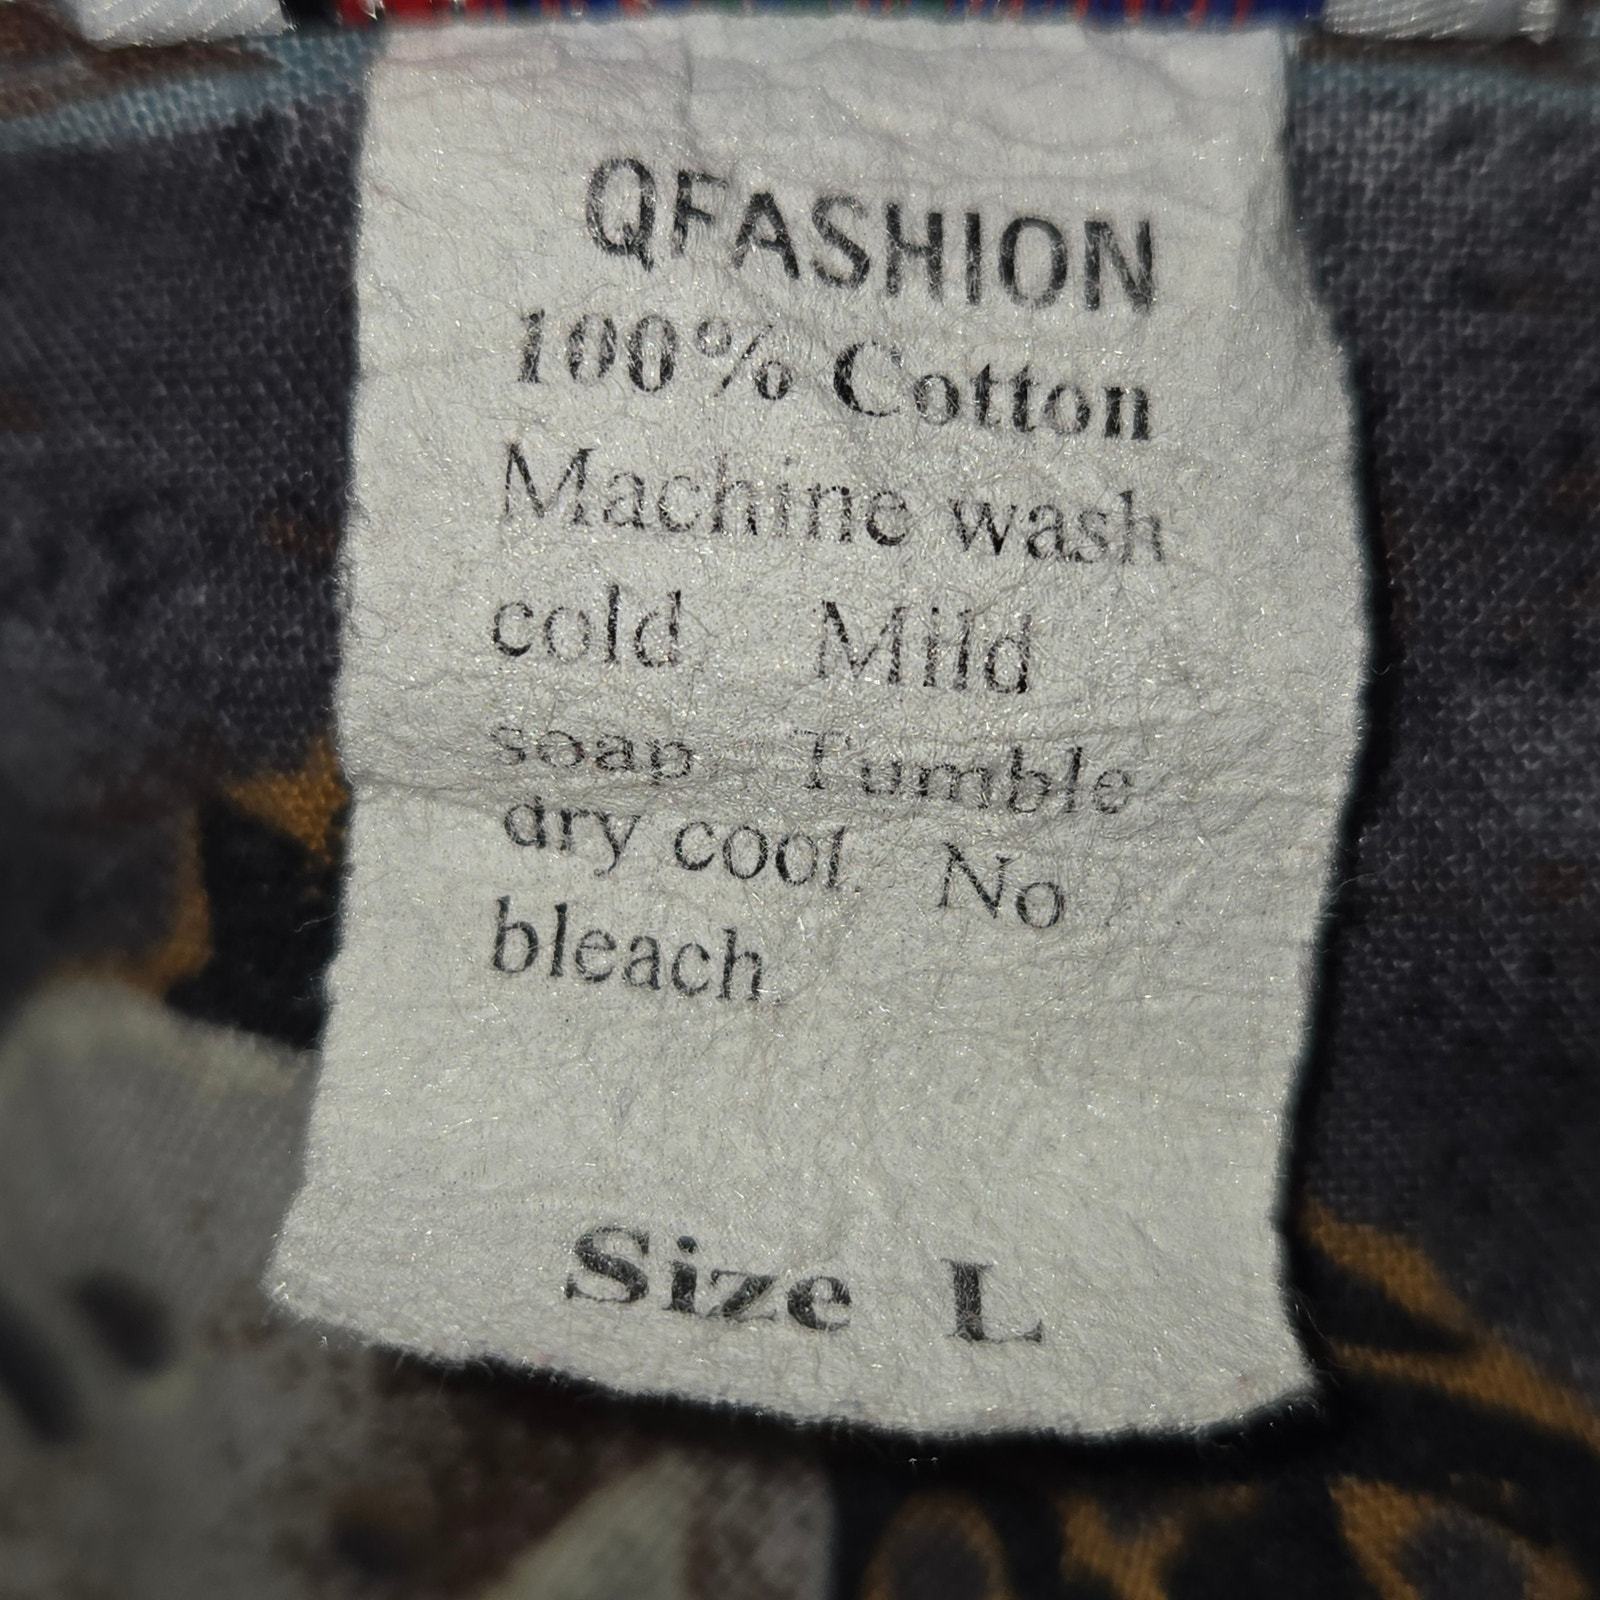 QFASHION
100% Cotton
Machine wash
cold Mild
soap Tumble
dry cool No
bleach.
Size L